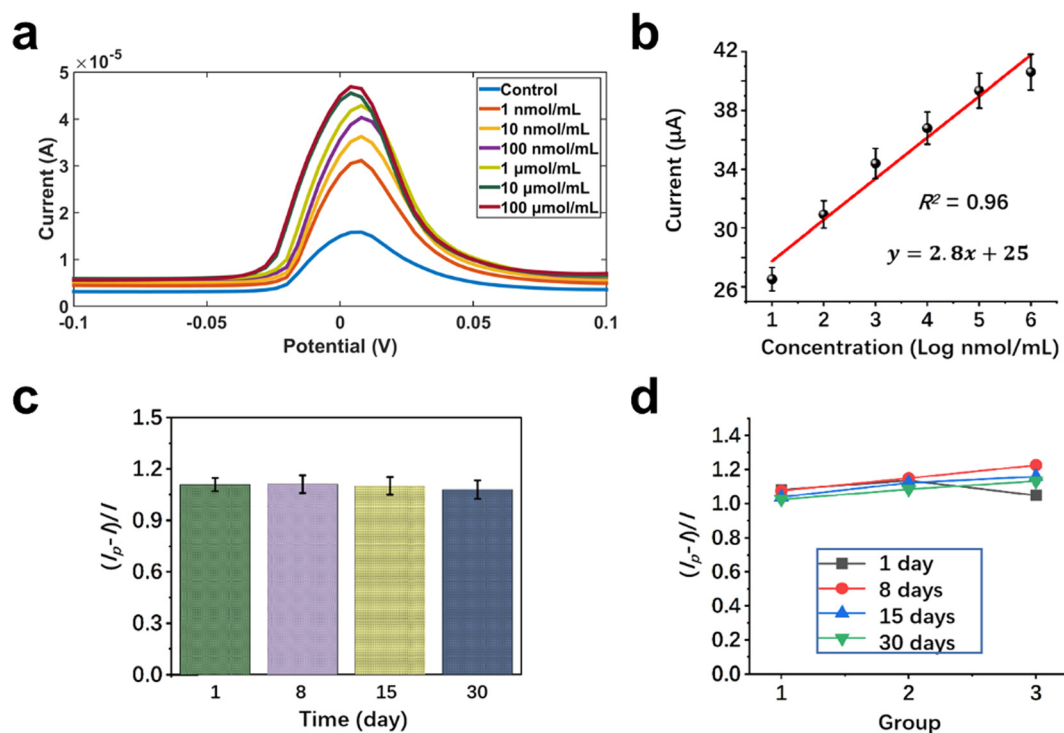 a
×10⁻⁵
5
4
3
2
1
0
-0.1
-0.05
0
0.05
0.1
Current (A)
Potential (V)
Control
1 nmol/mL
10 nmol/mL
100 nmol/mL
1 μmol/mL
10 μmol/mL
100 μmol/mL
b
42
38
34
30
26
1
2
3
4
5
6
Current (μA)
Concentration (Log nmol/mL)
R² = 0.96
y = 2.8x + 25
c
1.5
1.2
0.9
0.6
0.3
0.0
1
8
15
30
(Iₚ-I)/I
Time (day)
d
1.4
1.2
1.0
0.8
0.6
0.4
0.2
0.0
1
2
3
(Iₚ-I)/I
Group
1 day
8 days
15 days
30 days